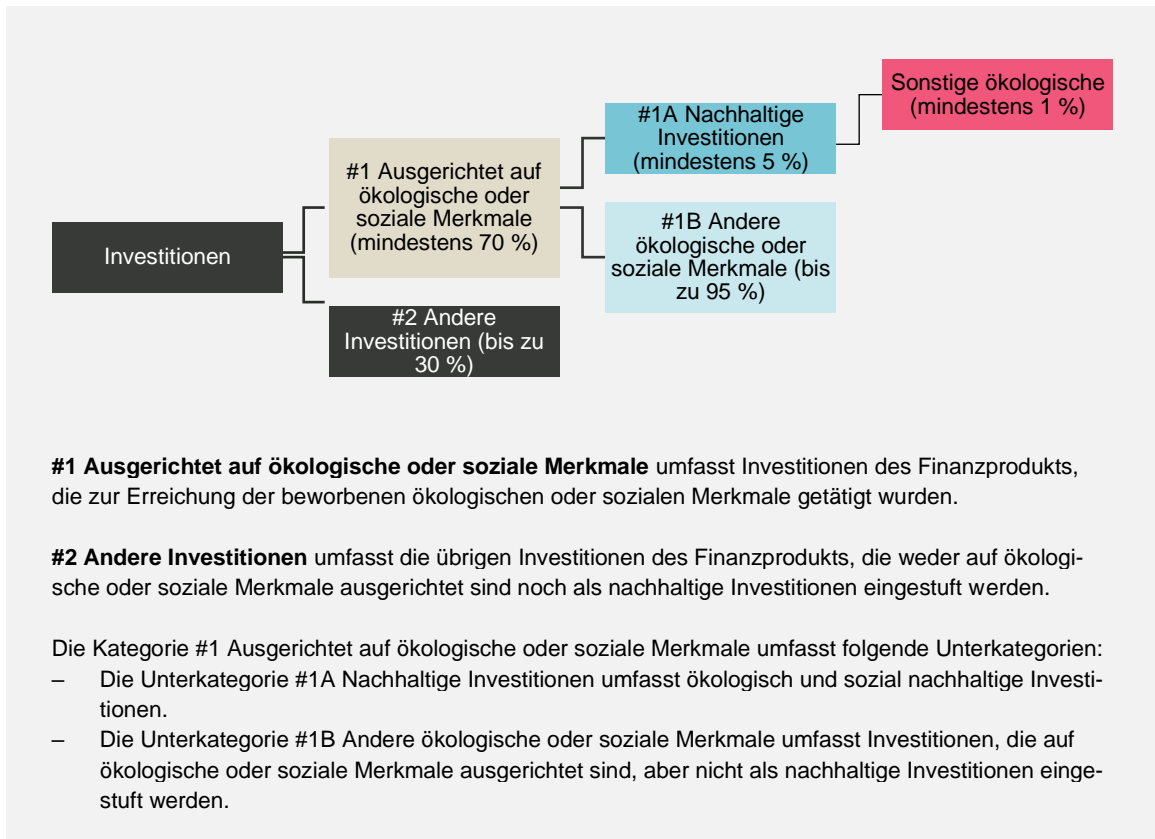 Sonstige ökologische
(mindestens 1 %)
#1A Nachhaltige
Investitionen
(mindestens 5 %)
#1 Ausgerichtet auf
ökologische oder
soziale Merkmale
(mindestens 70 %)
#1B Andere
ökologische oder
soziale Merkmale (bis
zu 95 %)
Investitionen
#2 Andere
Investitionen (bis zu
30 %)
#1 Ausgerichtet auf ökologische oder soziale Merkmale umfasst Investitionen des Finanzprodukts,
die zur Erreichung der beworbenen ökologischen oder sozialen Merkmale getätigt wurden.
#2 Andere Investitionen umfasst die übrigen Investitionen des Finanzprodukts, die weder auf ökologi-
sche oder soziale Merkmale ausgerichtet sind noch als nachhaltige Investitionen eingestuft werden.
Die Kategorie #1 Ausgerichtet auf ökologische oder soziale Merkmale umfasst folgende Unterkategorien:
– Die Unterkategorie #1A Nachhaltige Investitionen umfasst ökologisch und sozial nachhaltige Investi-
tionen.
– Die Unterkategorie #1B Andere ökologische oder soziale Merkmale umfasst Investitionen, die auf
ökologische oder soziale Merkmale ausgerichtet sind, aber nicht als nachhaltige Investitionen einge-
stuft werden.